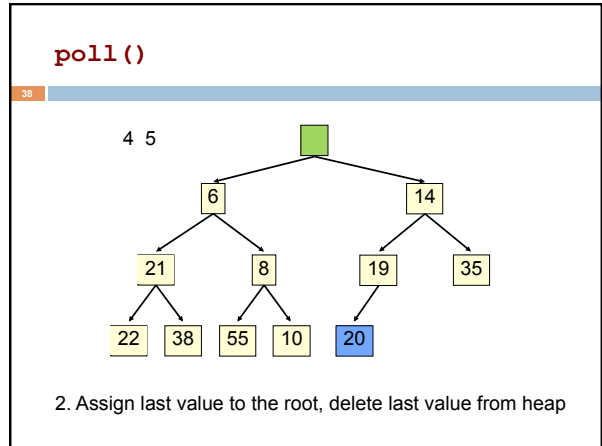 poll()
38
4 5
6 14
21 8 19 35
22 38 55 10 20
2. Assign last value to the root, delete last value from heap